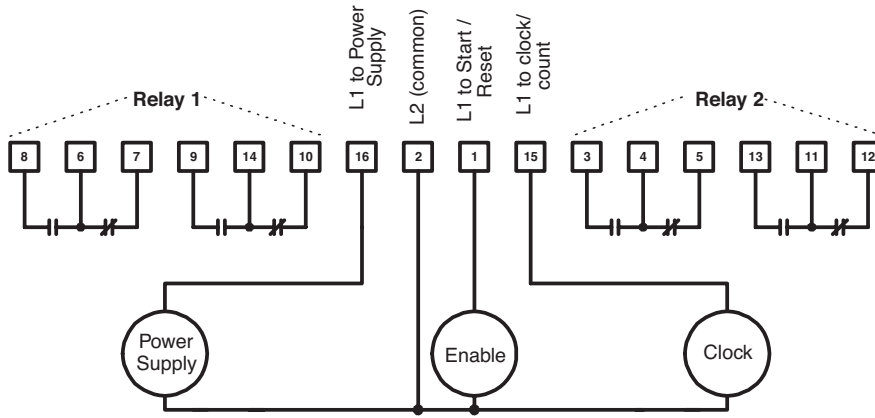 L1 to Power
Supply
L2 (common)
L1 to Start /
Reset
L1 to clock/
count
Relay 1
Relay 2
8 6 7 9 14 10 16 2 1 15 3 4 5 13 11 12
Power
Supply
Enable
Clock